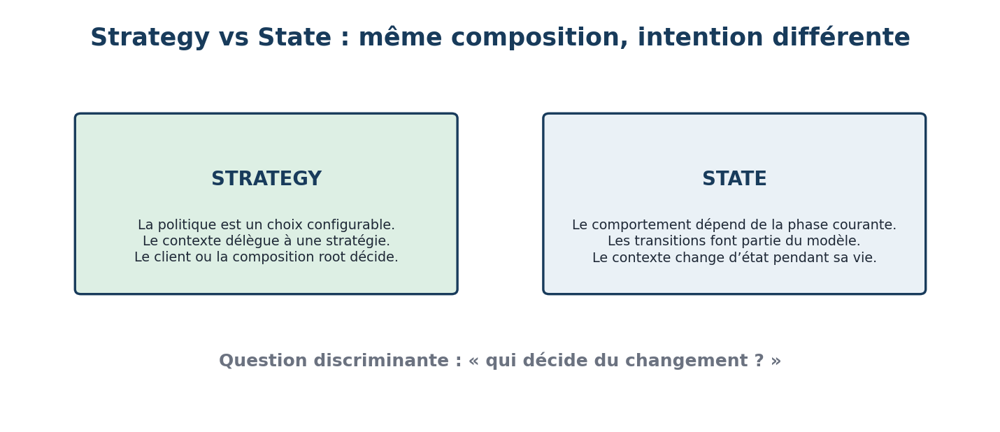 Strategy vs State : même composition, intention différente
STRATEGY
La politique est un choix configurable.
Le contexte délègue à une stratégie.
Le client ou la composition root décide.
STATE
Le comportement dépend de la phase courante.
Les transitions font partie du modèle.
Le contexte change d’état pendant sa vie.
Question discriminante : « qui décide du changement ? »